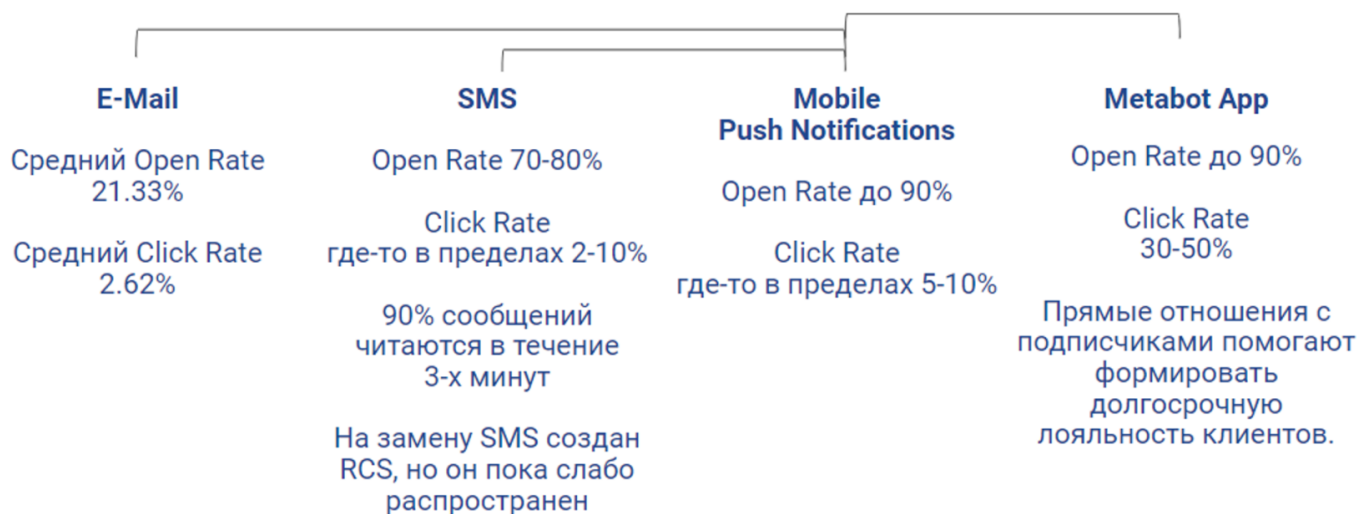 E-Mail
Средний Open Rate
21.33%
Средний Click Rate
2.62%
SMS
Open Rate 70-80%
Click Rate
где-то в пределах 2-10%
90% сообщений
читаются в течение
3-х минут
На замену SMS создан
RCS, но он пока слабо
распространен
Mobile
Push Notifications
Open Rate до 90%
Click Rate
где-то в пределах 5-10%
Metabot App
Open Rate до 90%
Click Rate
30-50%
Прямые отношения с
подписчиками помогают
формировать
долгосрочную
лояльность клиентов.